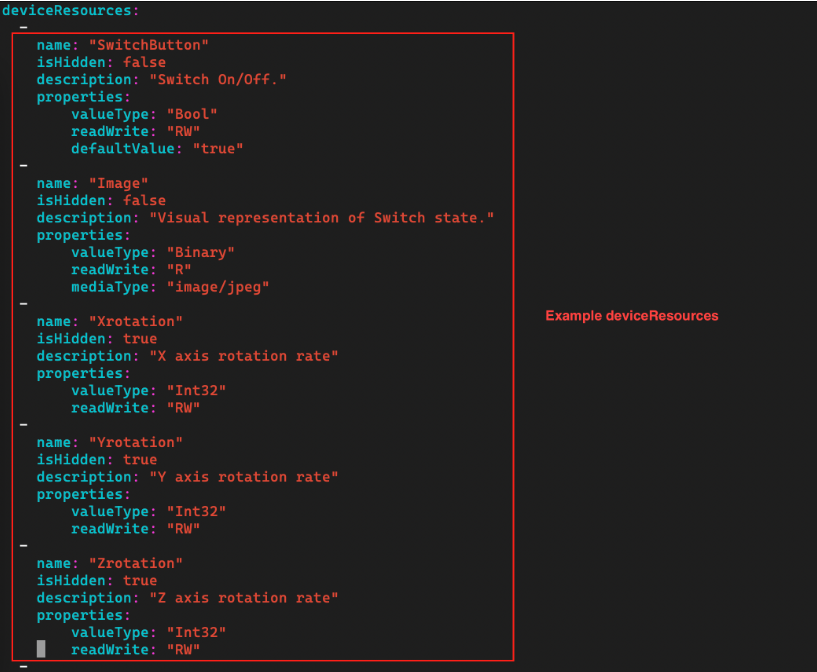 deviceResources:
-
name: "SwitchButton"
isHidden: false
description: "Switch On/Off."
properties:
valueType: "Bool"
readWrite: "RW"
defaultValue: "true"
-
name: "Image"
isHidden: false
description: "Visual representation of Switch state."
properties:
valueType: "Binary"
readWrite: "R"
mediaType: "image/jpeg"
-
name: "Xrotation"
Example deviceResources
isHidden: true
description: "X axis rotation rate"
properties:
valueType: "Int32"
readWrite: "RW"
-
name: "Yrotation"
isHidden: true
description: "Y axis rotation rate"
properties:
valueType: "Int32"
readWrite: "RW"
-
name: "Zrotation"
isHidden: true
description: "Z axis rotation rate"
properties:
valueType: "Int32"
readWrite: "RW"
-